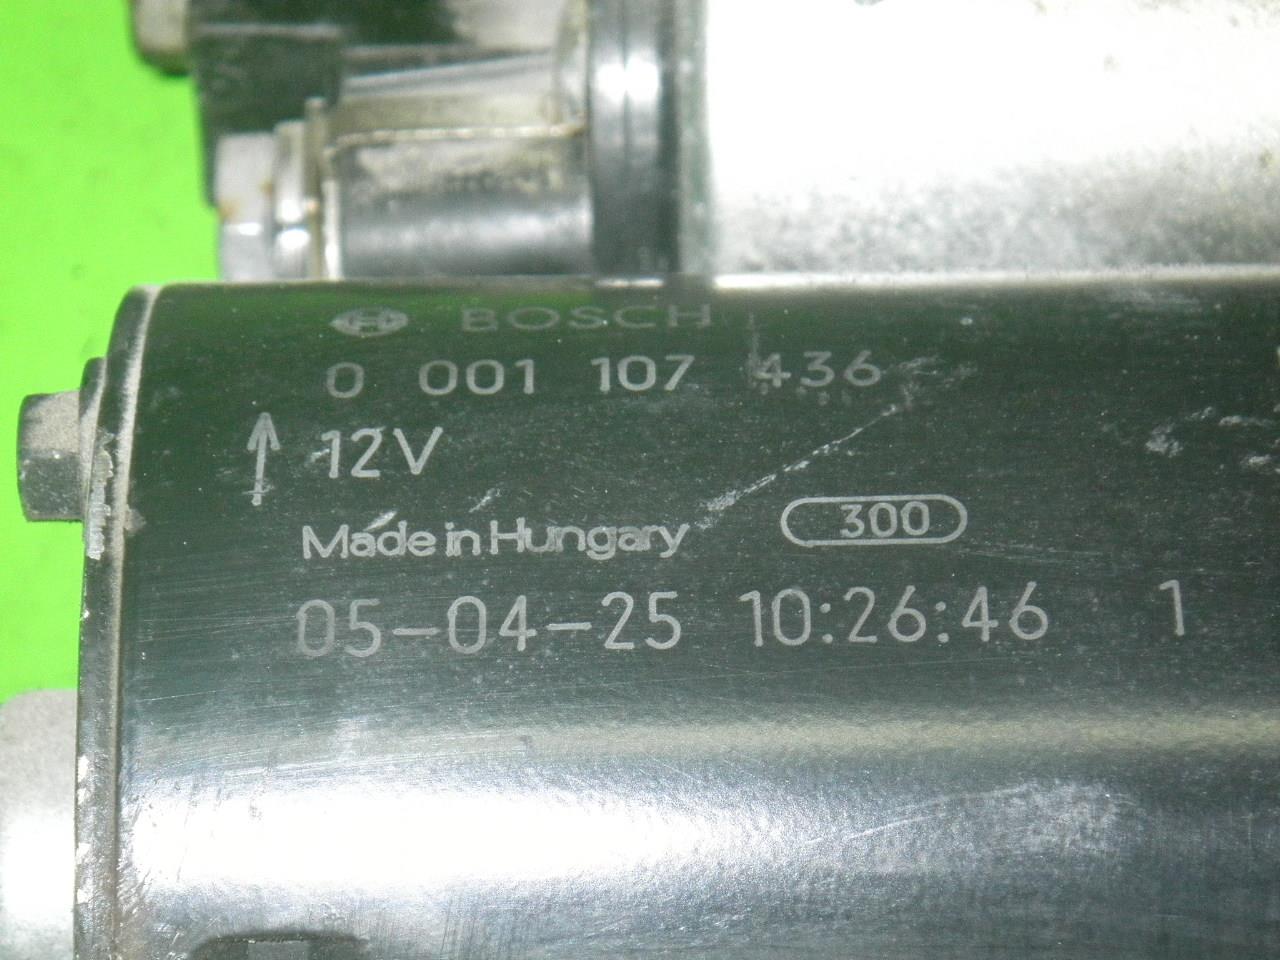 BOSCH
0 001 107 436
12V
Made in Hungary 300
05-04-25 10:26:46 1